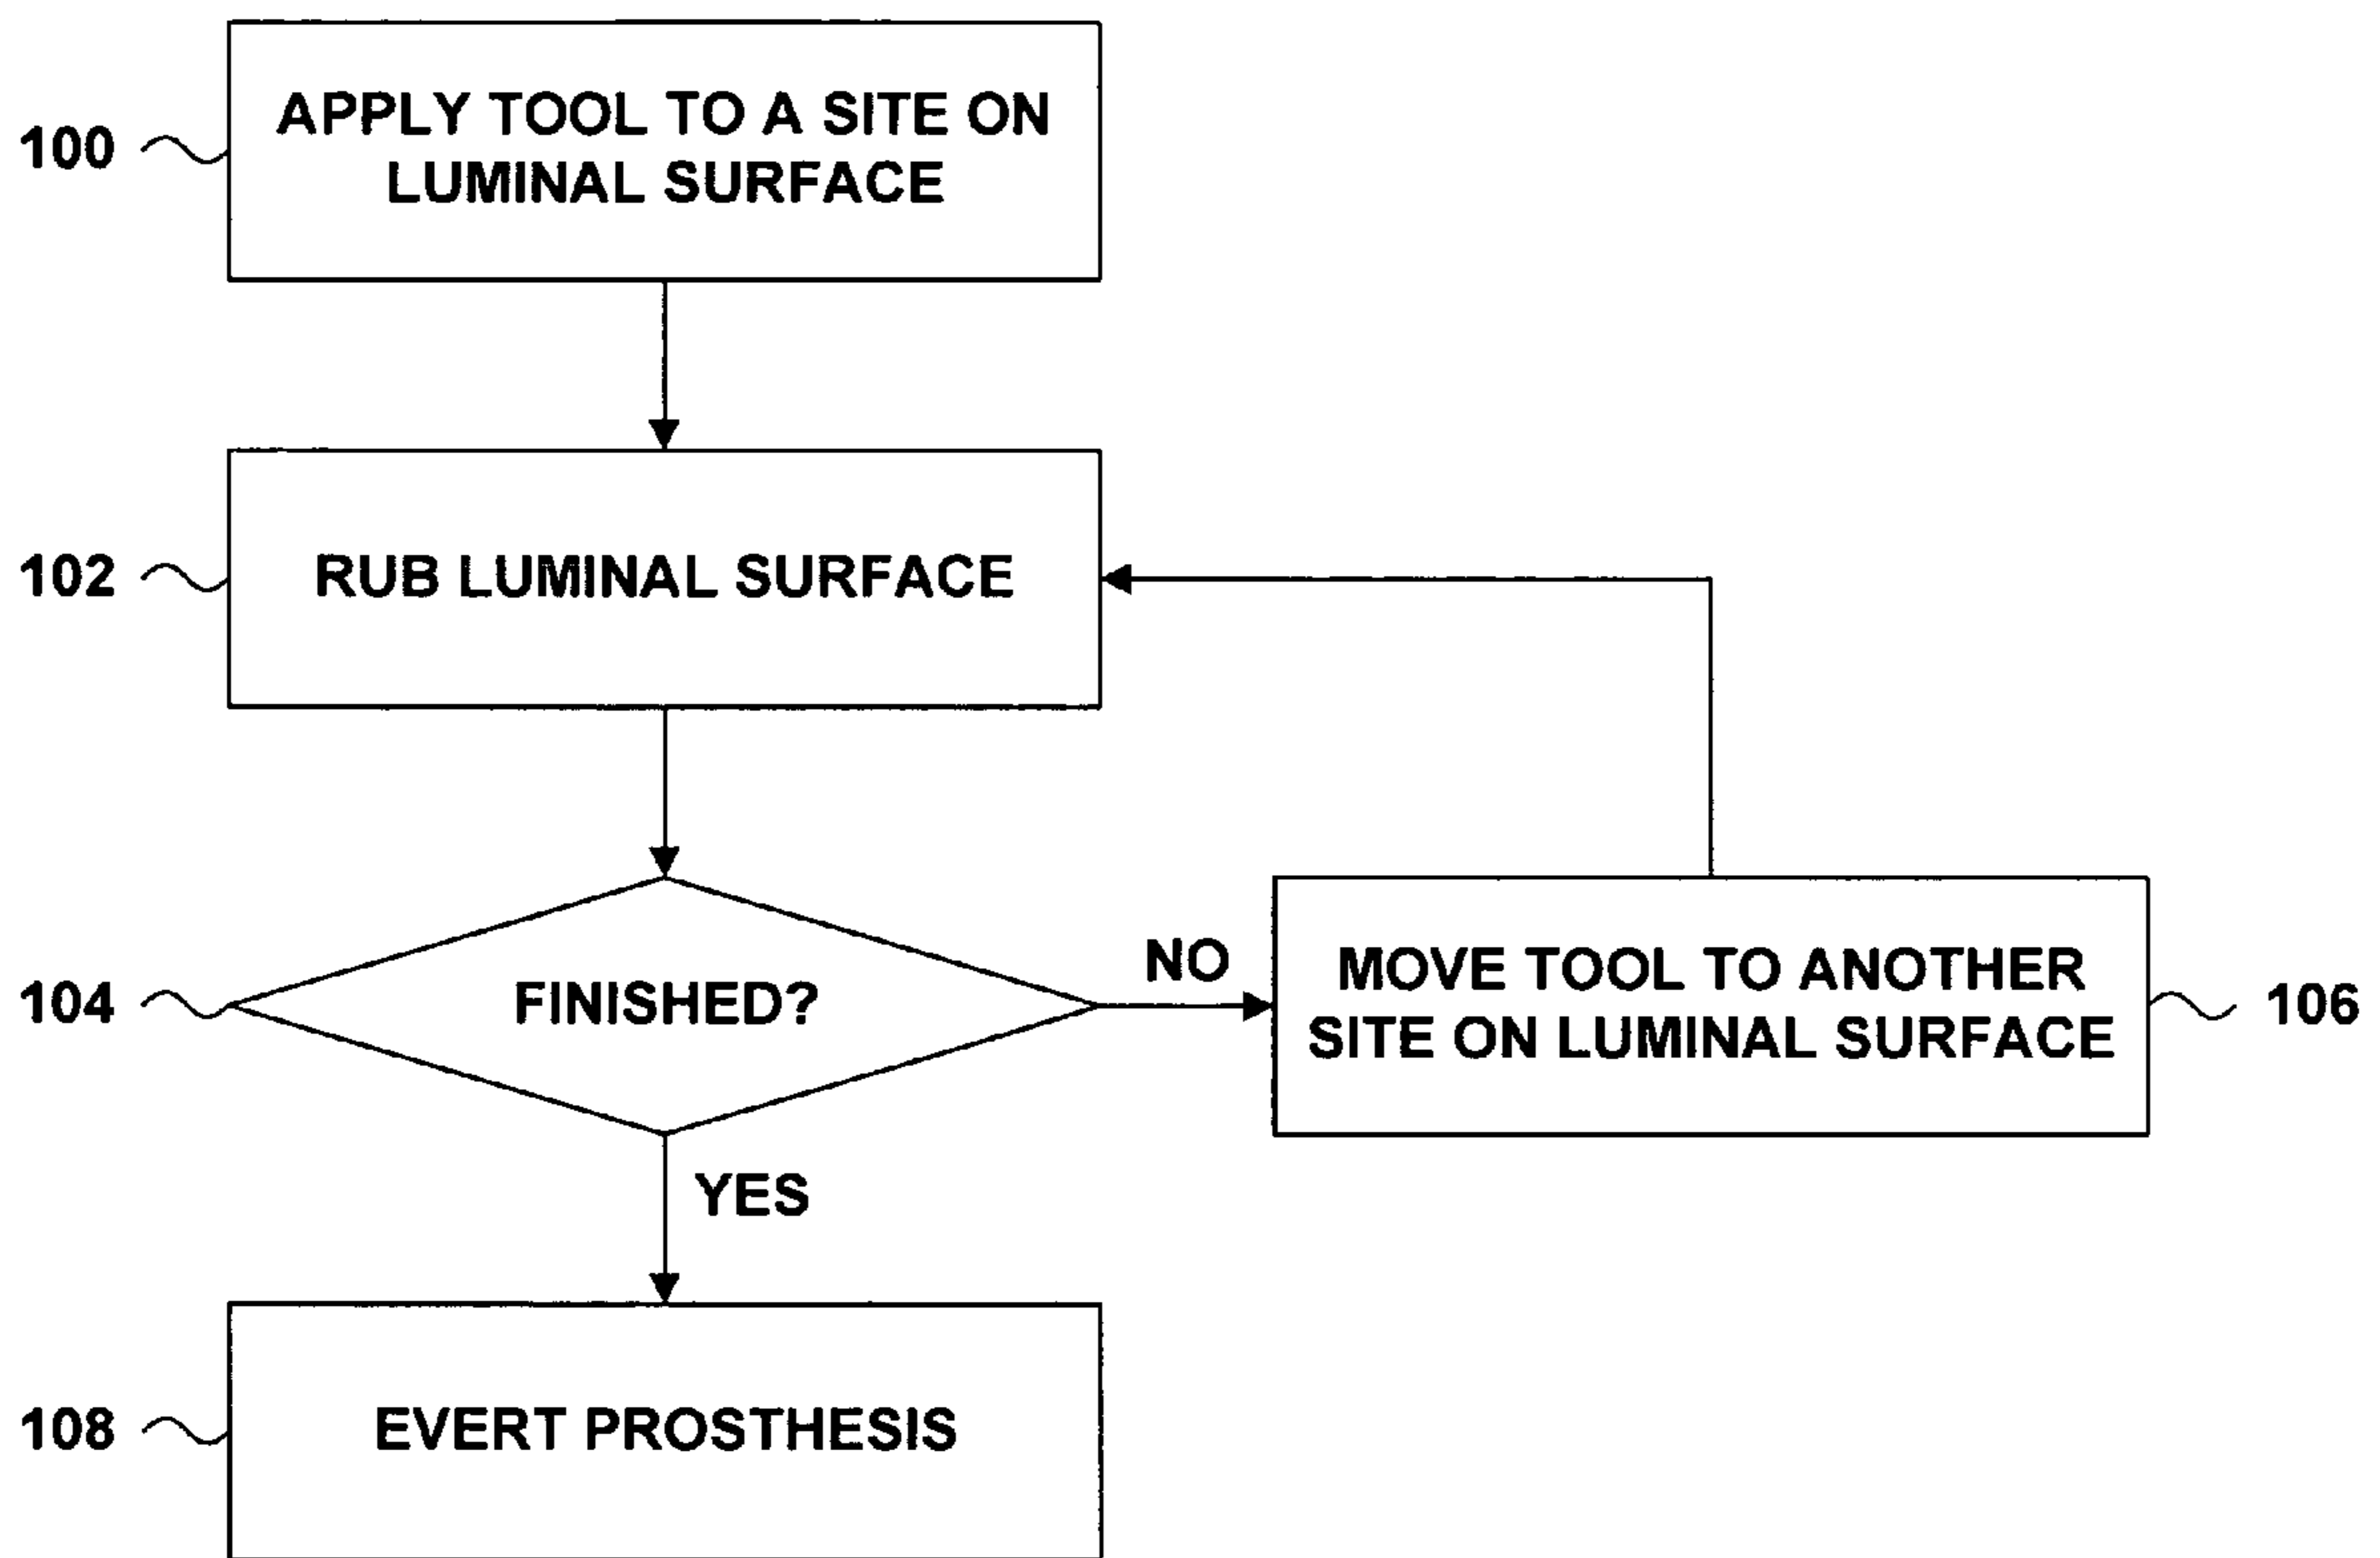 100
APPLY TOOL TO A SITE ON
LUMINAL SURFACE
102
RUB LUMINAL SURFACE
104
FINISHED?
NO
MOVE TOOL TO ANOTHER
SITE ON LUMINAL SURFACE
106
YES
108
EVERT PROSTHESIS